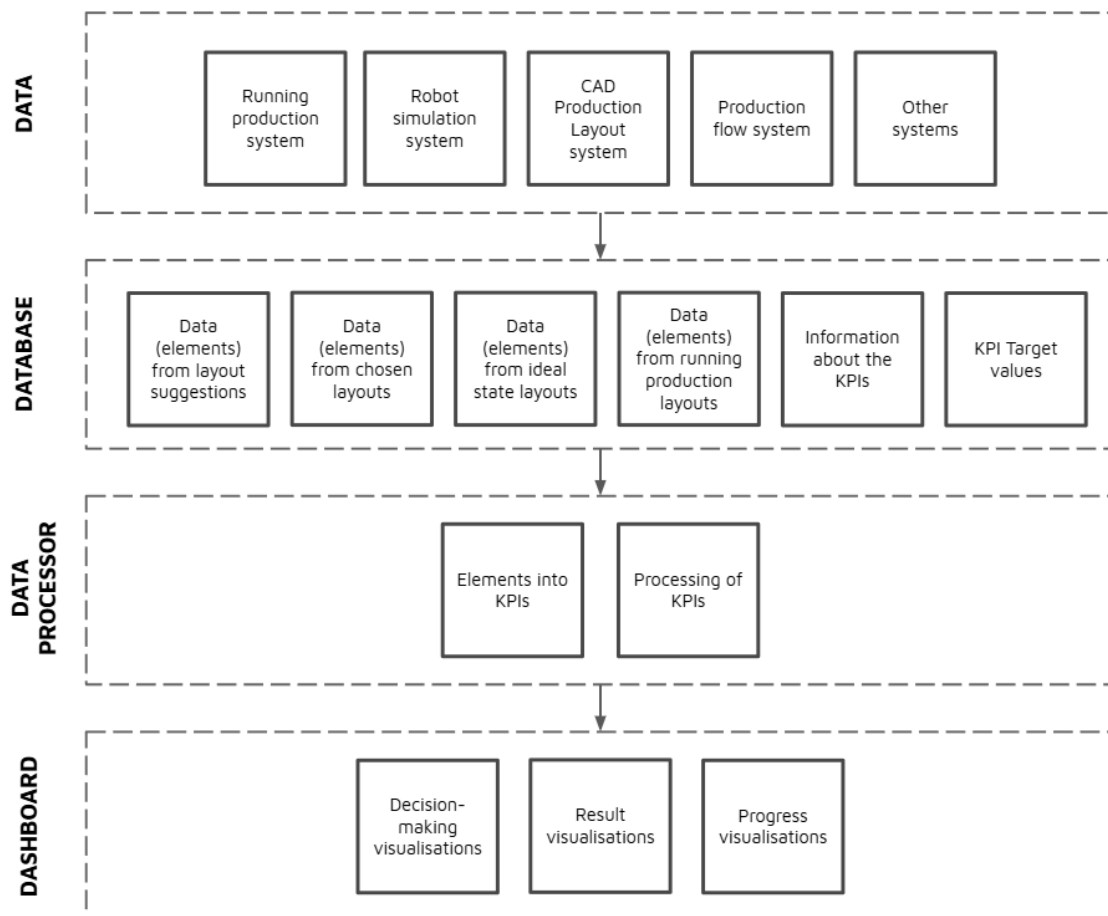 DATA
Running
production
system
Robot
simulation
system
CAD
Production
Layout
system
Production
flow system
Other
systems
DATABASE
Data
(elements)
from layout
suggestions
Data
(elements)
from chosen
layouts
Data
(elements)
from ideal
state layouts
Data
(elements)
from running
production
layouts
Information
about the
KPIs
KPI Target
values
DATA
PROCESSOR
Elements into
KPIs
Processing of
KPIs
DASHBOARD
Decision-
making
visualisations
Result
visualisations
Progress
visualisations